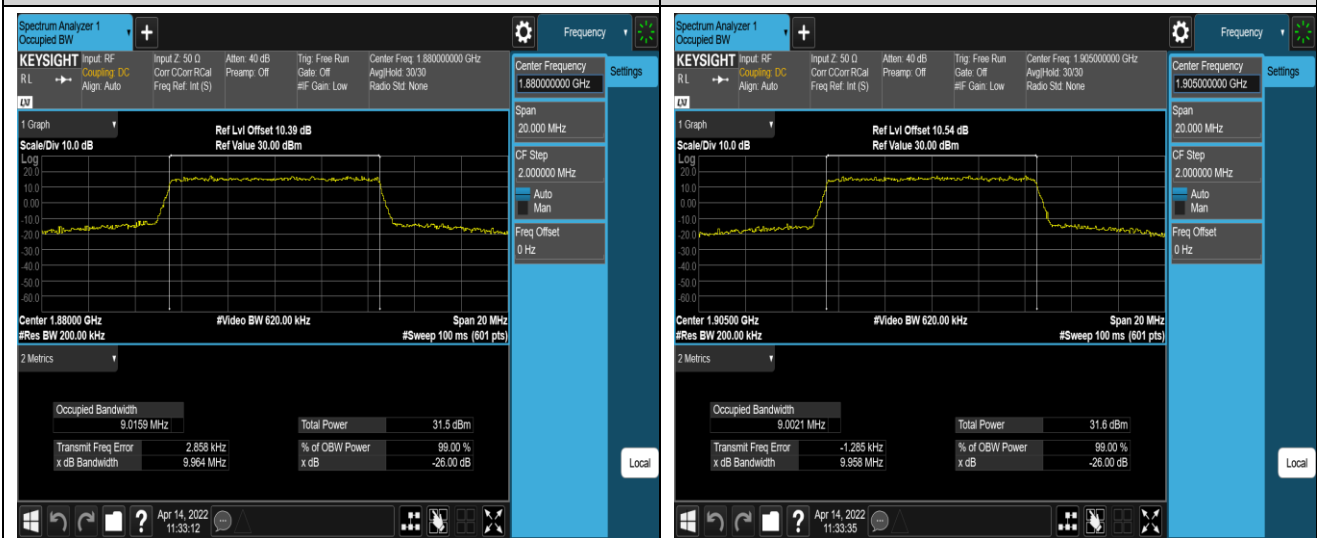 Spectrum Analyzer 1
Occupied BW
+
Frequency
KEYSIGHT Input: RF Input Z: 50 Ω Atten: 40 dB Trig: Free Run Center Freq: 1.880000000 GHz
RL Coupling: DC Corr CCorr RCal Preamp: Off Gate: Off Avg|Hold: 30/30
Align: Auto Freq Ref: Int (S) #IF Gain: Low Radio Std: None
LXI
Center Frequency
1.880000000 GHz
Settings
Span
20.000 MHz
CF Step
2.000000 MHz
Auto
Man
Freq Offset
0 Hz
Local
1 Graph
Ref Lvl Offset 10.39 dB
Scale/Div 10.0 dB Ref Value 30.00 dBm
Log
20.0
10.0
0.00
-10.0
-20.0
-30.0
-40.0
-50.0
-60.0
Center 1.88000 GHz #Video BW 620.00 kHz Span 20 MHz
#Res BW 200.00 kHz #Sweep 100 ms (601 pts)
2 Metrics
Occupied Bandwidth
9.0159 MHz Total Power 31.5 dBm
Transmit Freq Error 2.858 kHz % of OBW Power 99.00 %
x dB Bandwidth 9.964 MHz x dB -26.00 dB
? Apr 14, 2022
11:33:12
Spectrum Analyzer 1
Occupied BW
+
Frequency
KEYSIGHT Input: RF Input Z: 50 Ω Atten: 40 dB Trig: Free Run Center Freq: 1.905000000 GHz
RL Coupling: DC Corr CCorr RCal Preamp: Off Gate: Off Avg|Hold: 30/30
Align: Auto Freq Ref: Int (S) #IF Gain: Low Radio Std: None
LXI
Center Frequency
1.905000000 GHz
Settings
Span
20.000 MHz
CF Step
2.000000 MHz
Auto
Man
Freq Offset
0 Hz
Local
1 Graph
Ref Lvl Offset 10.54 dB
Scale/Div 10.0 dB Ref Value 30.00 dBm
Log
20.0
10.0
0.00
-10.0
-20.0
-30.0
-40.0
-50.0
-60.0
Center 1.90500 GHz #Video BW 620.00 kHz Span 20 MHz
#Res BW 200.00 kHz #Sweep 100 ms (601 pts)
2 Metrics
Occupied Bandwidth
9.0021 MHz Total Power 31.6 dBm
Transmit Freq Error -1.285 kHz % of OBW Power 99.00 %
x dB Bandwidth 9.958 MHz x dB -26.00 dB
? Apr 14, 2022
11:33:35